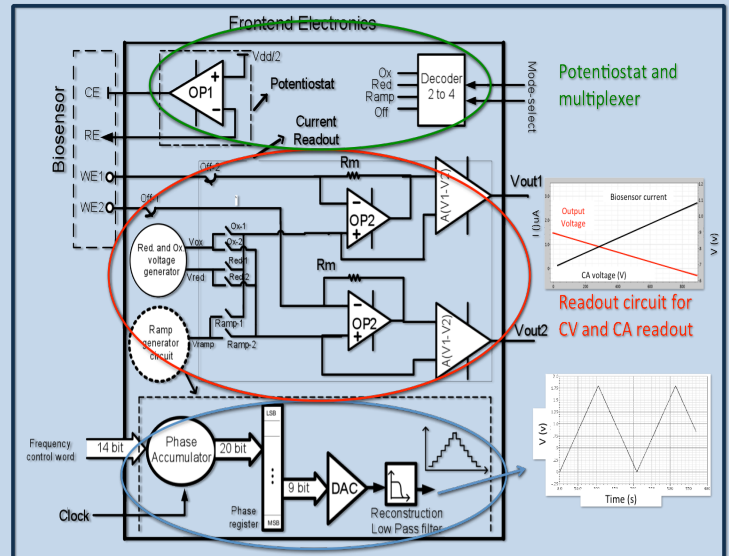 Frontend Electronics
Vdd/2
OP1
+
−
Potentiostat
Current
Readout
Ox
Red
Ramp
Off
Decoder
2 to 4
Mode-select
Potentiostat and
multiplexer
Biosensor
CE
RE
WE1
WE2
Off-2
Off-1
Rm
OP2
−
+
A(V1-V2)
Vout1
Red. and Ox
voltage
generator
Vox
Vred
Ox-1
Ox-2
Red-1
Red-2
Rm
OP2
−
+
A(V1-Y2)
Vout2
Ramp
generator
circuit
Vramp
Ramp-1
Ramp-2
Biosensor current
Output
Voltage
CA voltage (V)
I ()uA
V (v)
Readout circuit for
CV and CA readout
Frequency
control word
14 bit
Phase
Accumulator
20 bit
LSB
MSB
Phase
register
9 bit
DAC
Reconstruction
Low Pass filter
Clock
V (v)
Time (s)